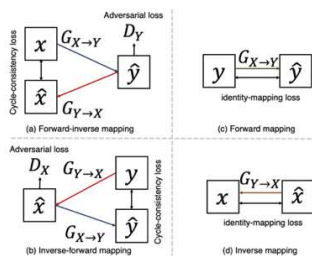 Adversarial loss
Cycle-consistency loss
x
G_{X→Y}
D_Y
x̂
ŷ
G_{Y→X}
(a) Forward-inverse mapping
G_{X→Y}
y
ŷ
identity-mapping loss
(c) Forward mapping
Adversarial loss
D_X
G_{Y→X}
y
x̂
G_{X→Y}
ŷ
Cycle-consistency loss
(b) Inverse-forward mapping
G_{Y→X}
x
x̂
identity-mapping loss
(d) Inverse mapping